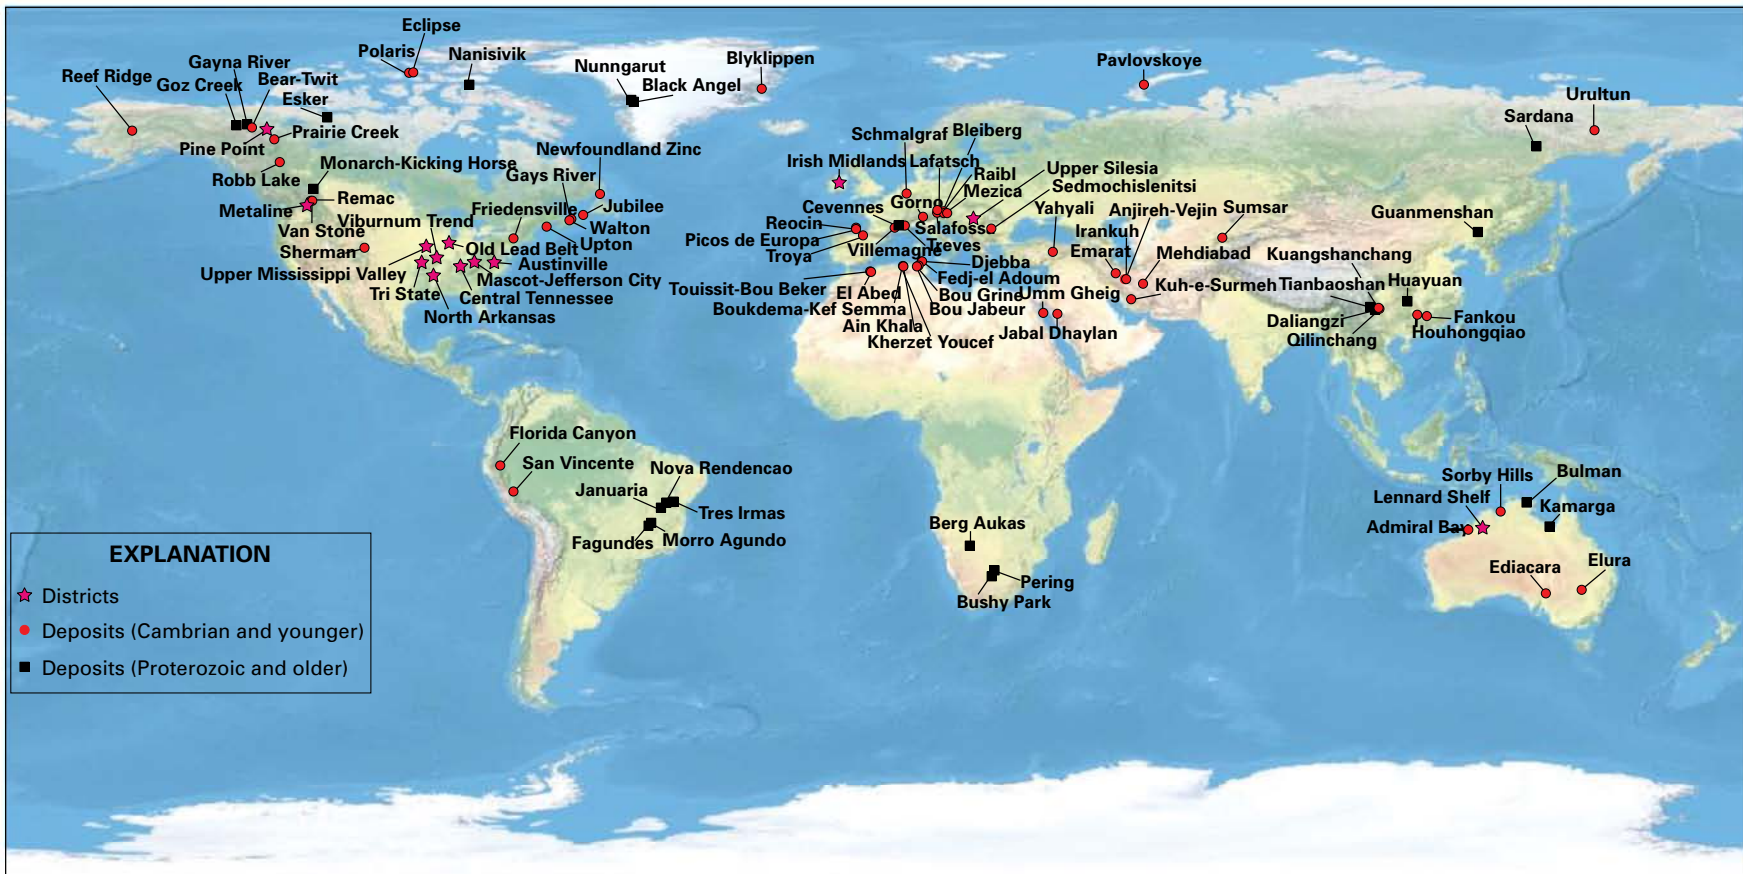 Eclipse
Polaris
Nanisivik
Gayna River
Reef Ridge
Bear-Twit
Goz Creek
Esker
Nunngarut
Black Angel
Blyklippen
Pavlovskoye
Urultun
Sardana
Prairie Creek
Pine Point
Monarch-Kicking Horse
Robb Lake
Newfoundland Zinc
Gays River
Schmalgraf
Bleiberg
Irish Midlands
Lafatsch
Upper Silesia
Raibl
Sedmochislenitsi
Mezica
Remac
Metaline
Viburnum Trend
Friedensville
Jubilee
Cevennes
Gorno
Yahyali
Anjireh-Vejin
Sumsar
Guanmenshan
Van Stone
Walton
Reocin
Salafossa
Irankuh
Sherman
Old Lead Belt
Upton
Picos de Europa
Treves
Villemagne
Emarat
Mehdiabad
Kuangshanchang
Troya
Djebba
Upper Mississippi Valley
Austinville
Mascot-Jefferson City
Fedj-el Adoum
Kuh-e-Surmeh
Tianbaoshan
Huayuan
Tri State
Central Tennessee
Touissit-Bou Beker
El Abed
Bou Grine
Umm Gheig
North Arkansas
Boukdema-Kef Semma
Bou Jabeur
Daliangzi
Fankou
Ain Khala
Jabal Dhaylan
Houhongqiao
Kherzet Youcef
Qilinchang
Florida Canyon
San Vincente
Nova Rendencao
Januaria
Tres Irmas
Fagundes
Morro Agundo
Berg Aukas
Pering
Bushy Park
Sorby Hills
Bulman
Lennard Shelf
Kamarga
Admiral Bay
Ediacara
Elura
EXPLANATION
Districts
Deposits (Cambrian and younger)
Deposits (Proterozoic and older)